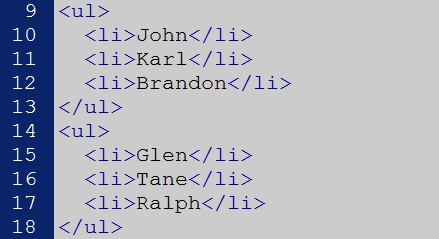 9 <ul>
10   <li>John</li>
11   <li>Karl</li>
12   <li>Brandon</li>
13 </ul>
14 <ul>
15   <li>Glen</li>
16   <li>Tane</li>
17   <li>Ralph</li>
18 </ul>